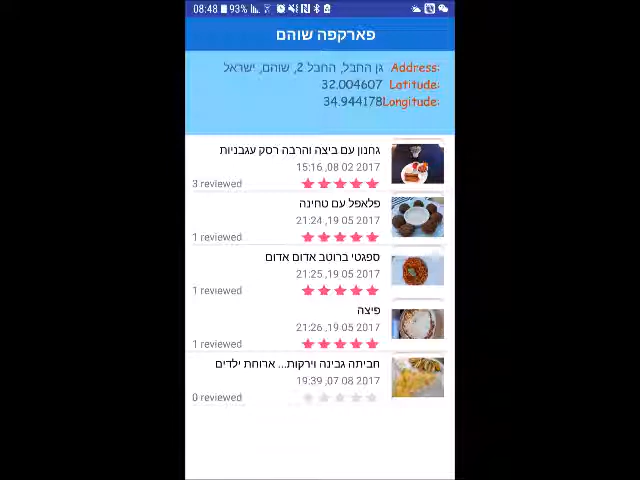 08:48 93%
פארקפה שוהם
Address: גן החבל, החבל 2, שוהם, ישראל
Latitude: 32.004607
Longitude: 34.944178
גחנון עם ביצה והרבה רסק עגבניות
15:16 ,08 02 2017
3 reviewed
פלאפל עם טחינה
21:24 ,19 05 2017
1 reviewed
ספגטי ברוטב אדום אדום
21:25 ,19 05 2017
1 reviewed
פיצה
21:26 ,19 05 2017
1 reviewed
חביתה גבינה וירקות... ארוחת ילדים
19:39 ,07 08 2017
0 reviewed